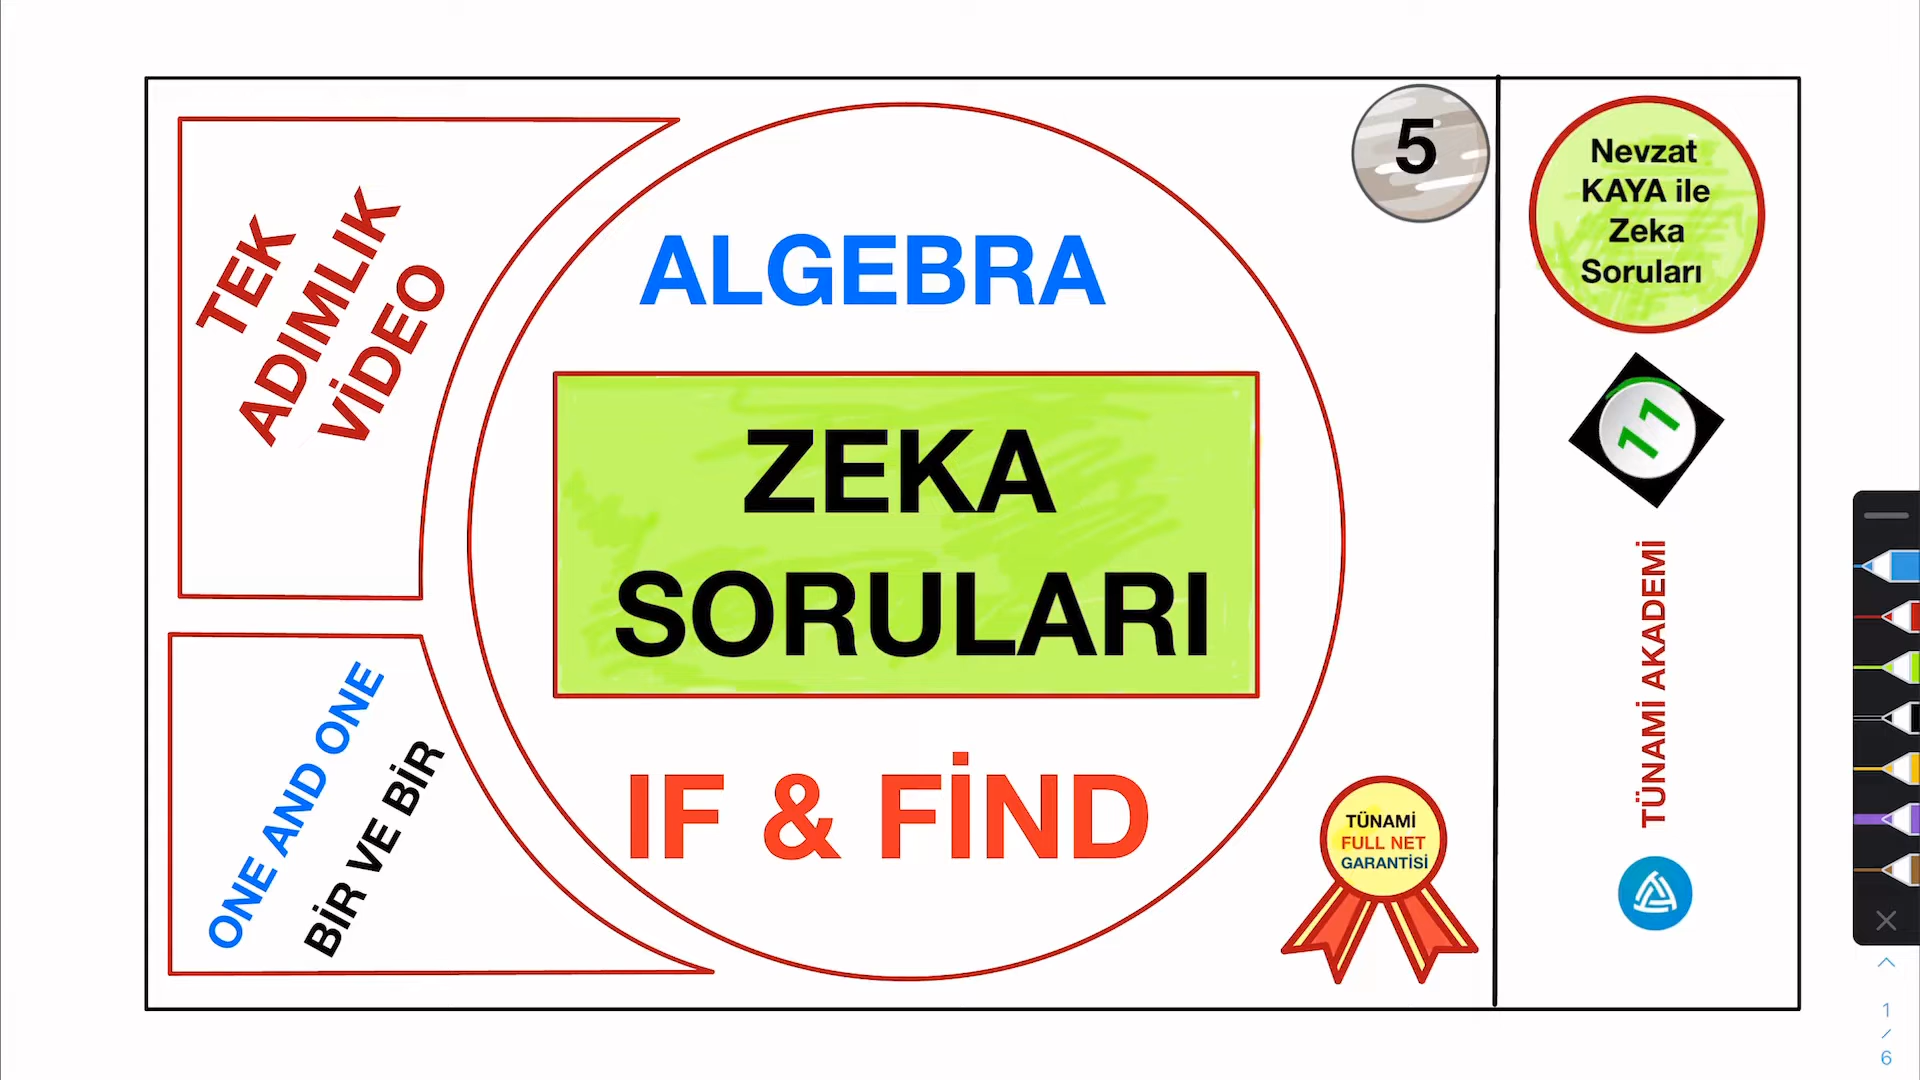 TEK
ADIMLIK
VİDEO
ALGEBRA
5
ZEKA
SORULARI
IF & FİND
ONE AND ONE
BİR VE BİR
TÜNAMİ
FULL NET
GARANTİSİ
Nevzat
KAYA ile
Zeka
Soruları
11
TÜNAMİ AKADEMİ
1
/
6